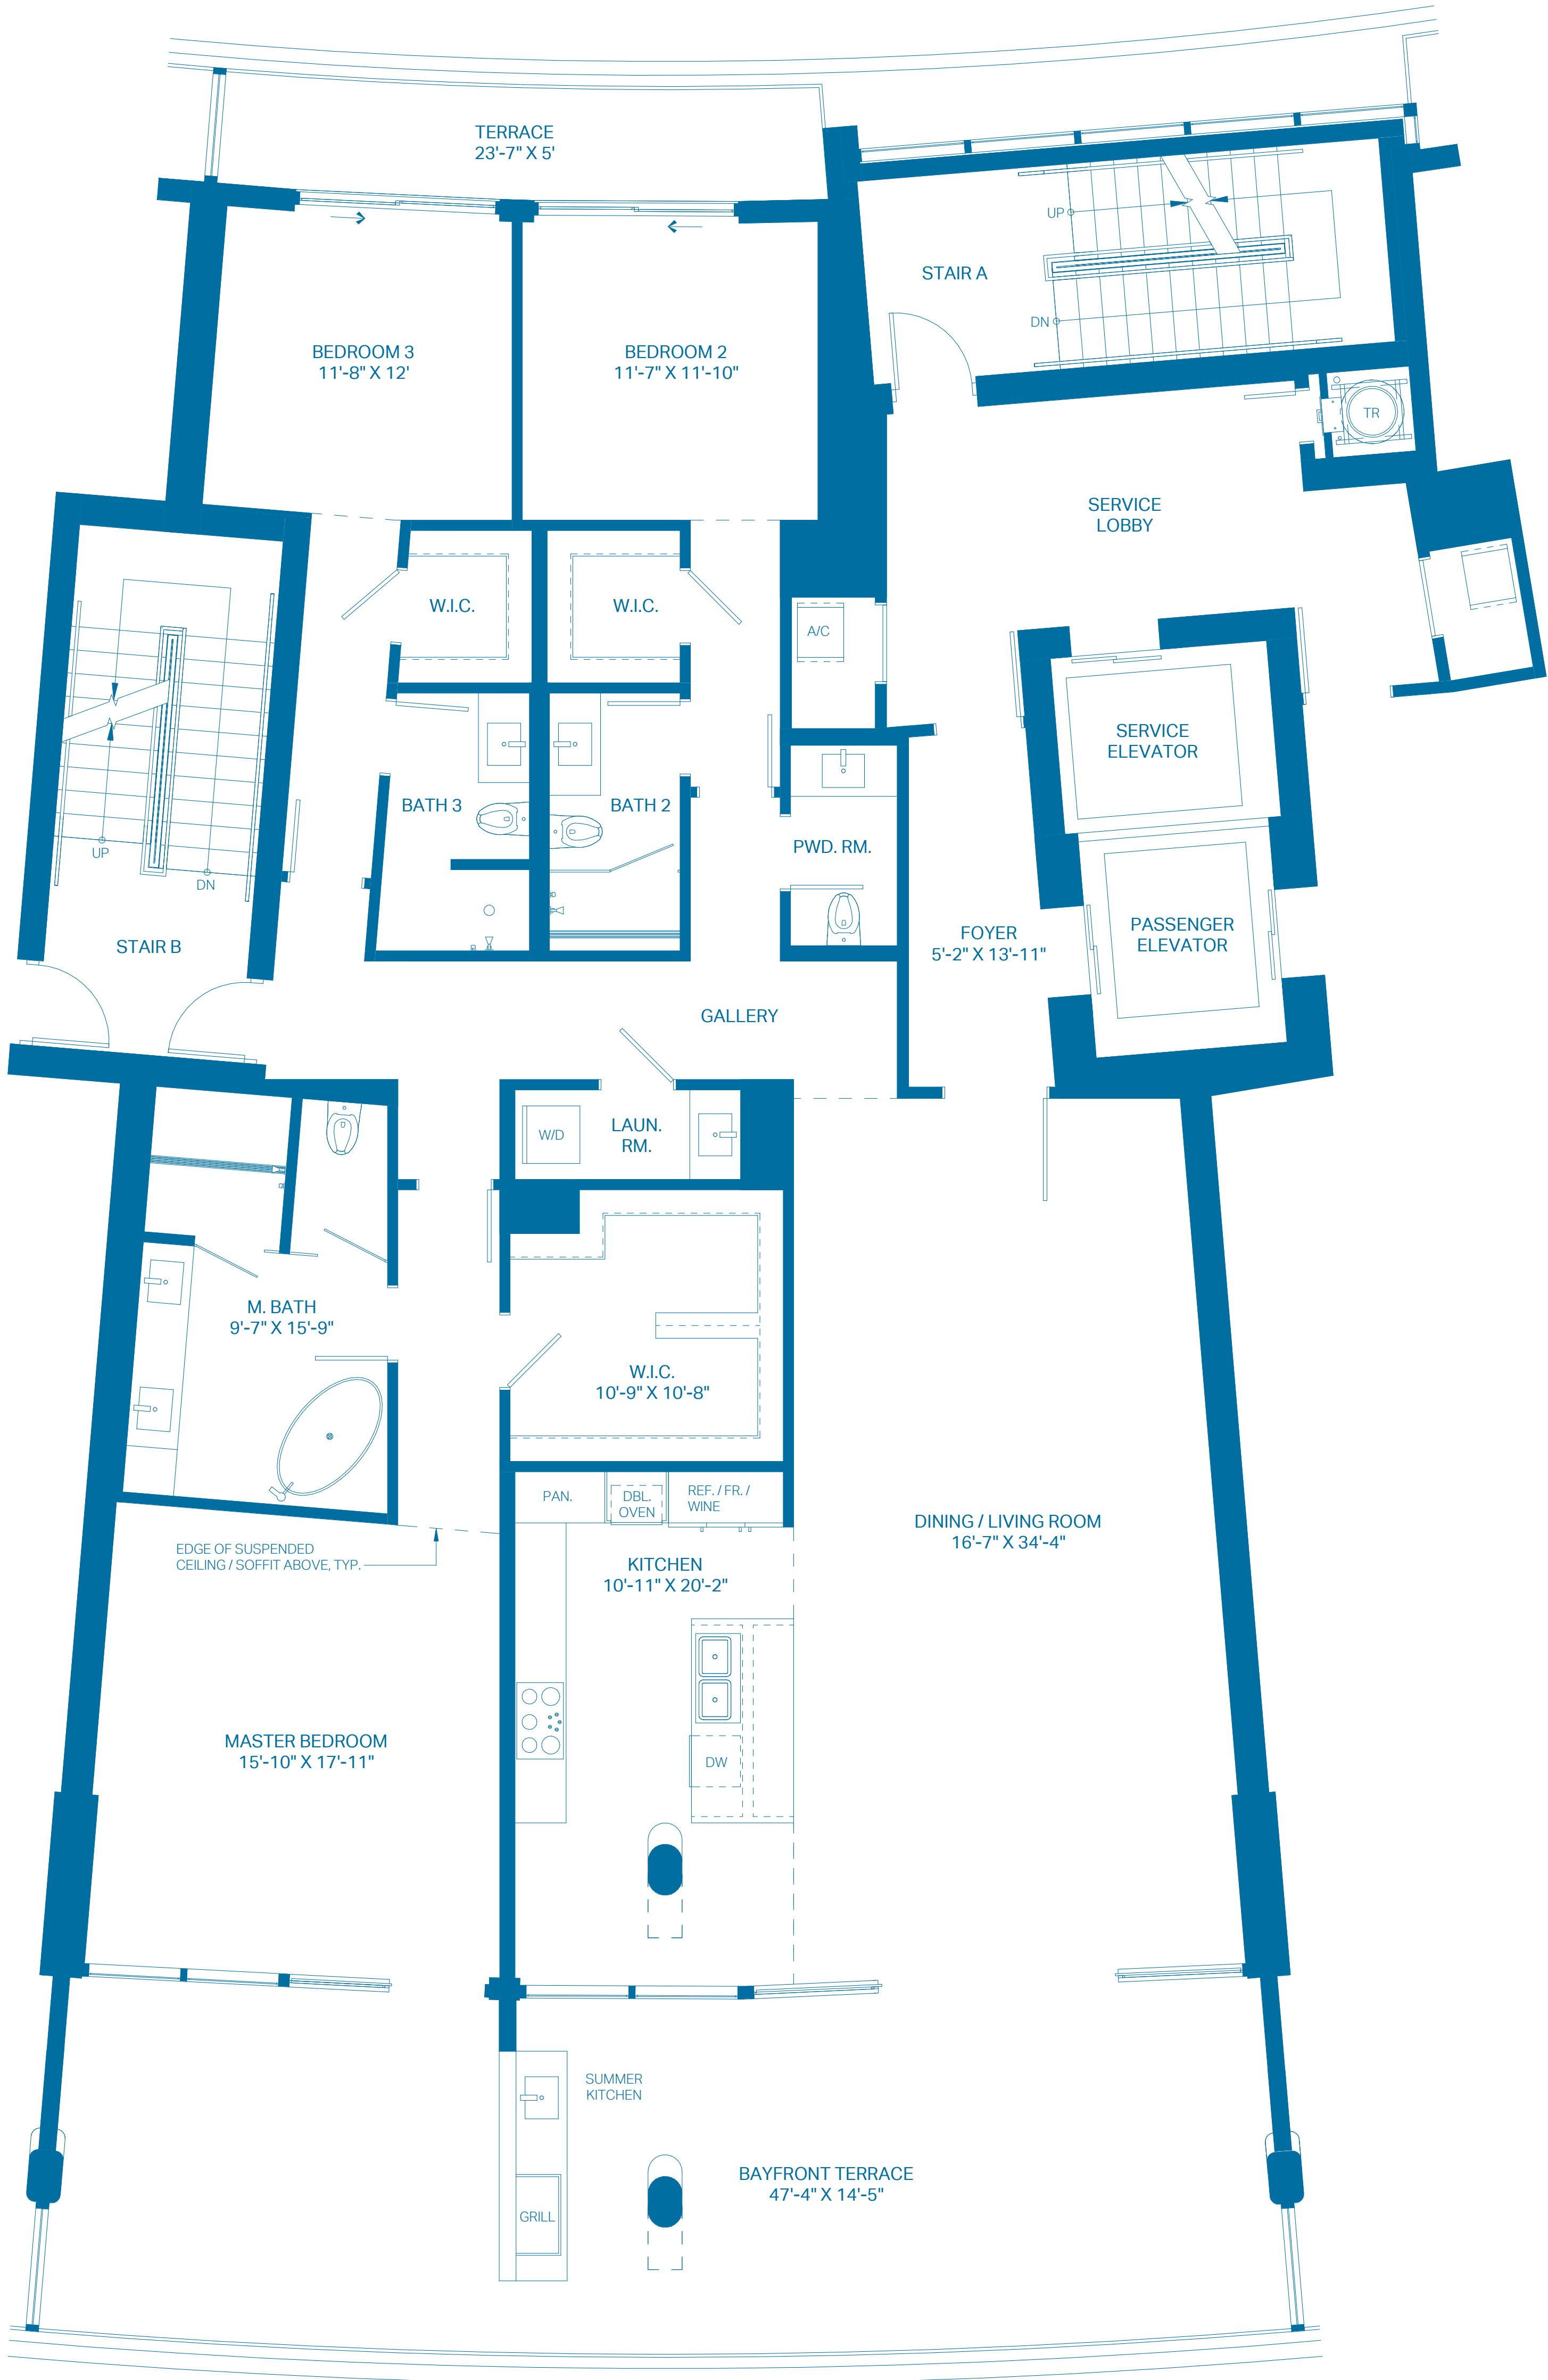 TERRACE
23'-7" X 5'
UP
STAIR A
DN
BEDROOM 3
11'-8" X 12'
BEDROOM 2
11'-7" X 11'-10"
TR
SERVICE
LOBBY
W.I.C.
W.I.C.
A/C
SERVICE
ELEVATOR
BATH 3
BATH 2
PWD. RM.
UP
DN
STAIR B
FOYER
5'-2" X 13'-11"
PASSENGER
ELEVATOR
GALLERY
W/D
LAUN.
RM.
M. BATH
9'-7" X 15'-9"
W.I.C.
10'-9" X 10'-8"
PAN.
DBL.
OVEN
REF. / FR. /
WINE
DINING / LIVING ROOM
16'-7" X 34'-4"
EDGE OF SUSPENDED
CEILING / SOFFIT ABOVE, TYP.
KITCHEN
10'-11" X 20'-2"
MASTER BEDROOM
15'-10" X 17'-11"
DW
SUMMER
KITCHEN
BAYFRONT TERRACE
47'-4" X 14'-5"
GRILL